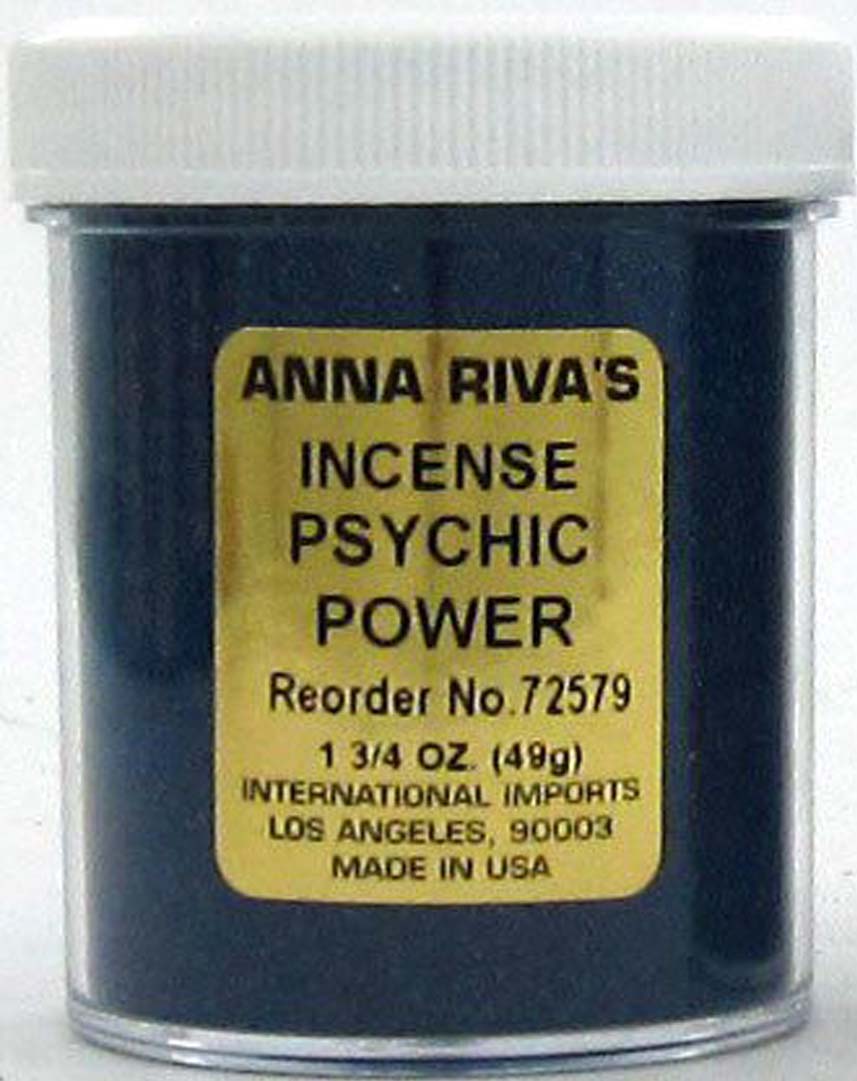 ANNA RIVA'S
INCENSE
PSYCHIC
POWER
Reorder No.72579
1 3/4 OZ. (49g)
INTERNATIONAL IMPORTS
LOS ANGELES, 90003
MADE IN USA